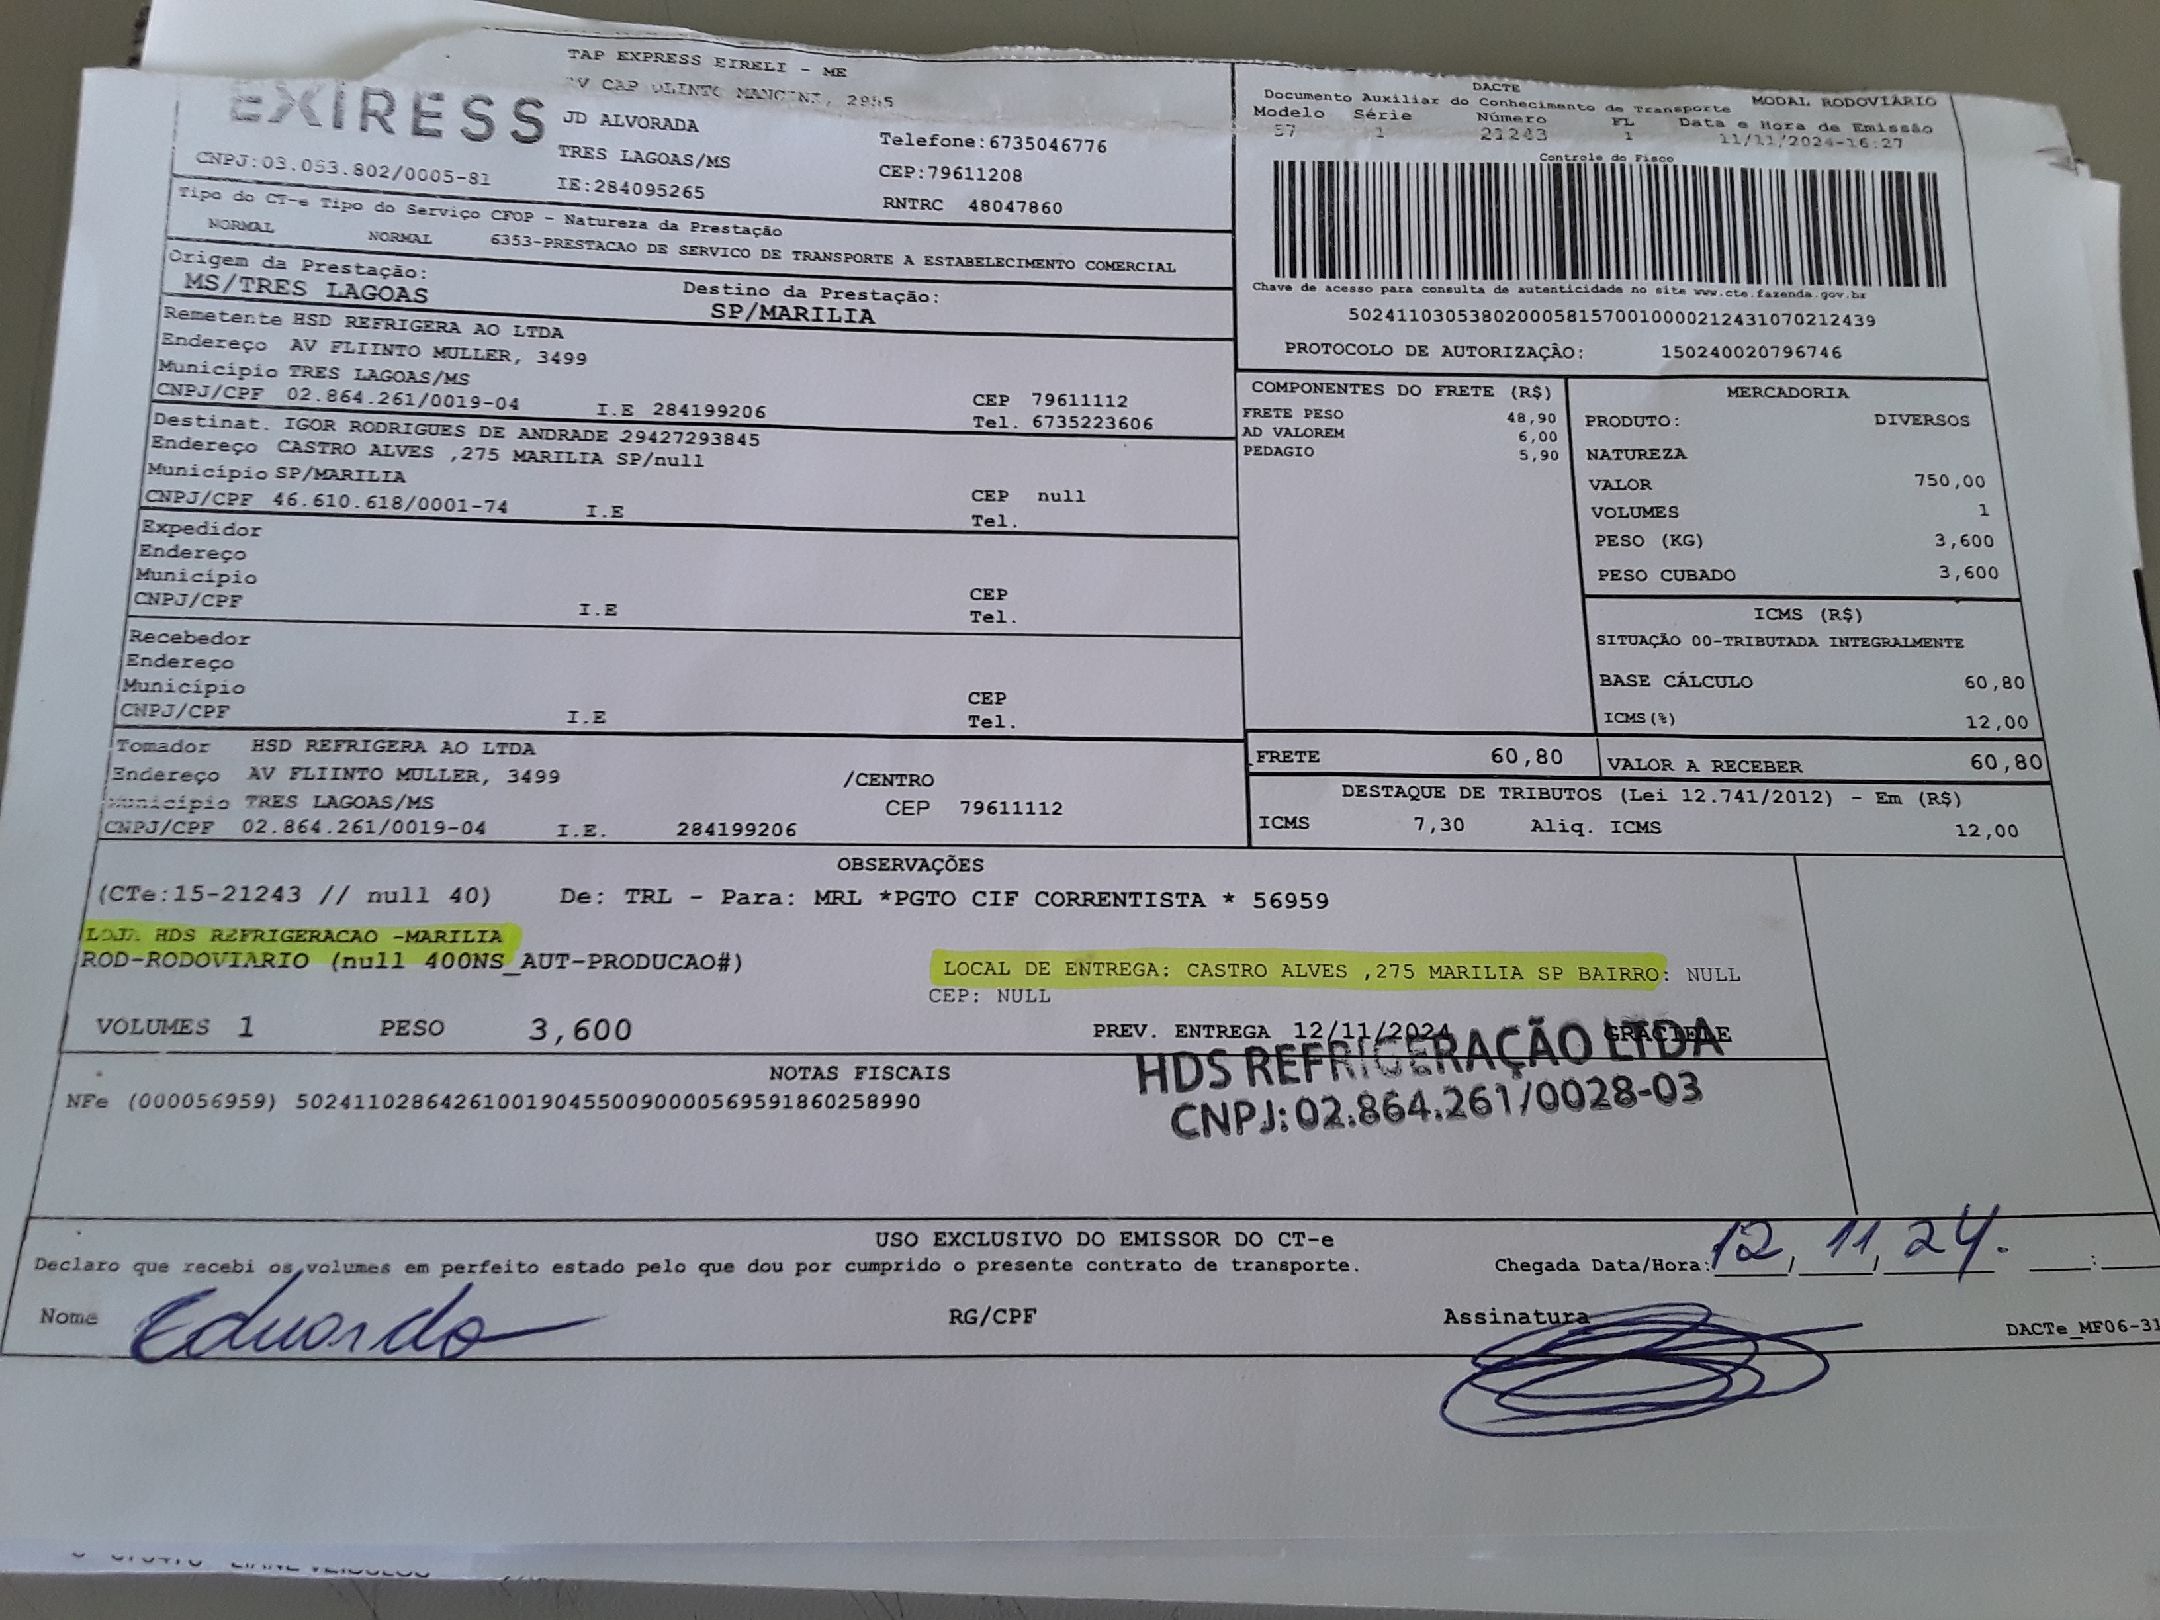 TAP EXPRESS EIRELI - ME
AV CAP OLINTO MANCINI, 2955
EXPRESS
JD ALVORADA
Telefone:6735046776
TRES LAGOAS/MS
CEP:79611208
CNPJ:03.053.802/0005-81
IE:284095265
RNTRC 48047860
Tipo do CT-e Tipo do Serviço CFOP - Natureza da Prestação
NORMAL NORMAL 6353-PRESTACAO DE SERVICO DE TRANSPORTE A ESTABELECIMENTO COMERCIAL
Origem da Prestação:
MS/TRES LAGOAS
Destino da Prestação:
SP/MARILIA
Remetente HSD REFRIGERA AO LTDA
Endereço AV FLIINTO MULLER, 3499
Municipio TRES LAGOAS/MS
CEP 79611112
CNPJ/CPF 02.864.261/0019-04 I.E 284199206
Tel. 6735223606
Destinat. IGOR RODRIGUES DE ANDRADE 29427293845
Endereço CASTRO ALVES ,275 MARILIA SP/null
Município SP/MARILIA
CEP null
CNPJ/CPF 46.610.618/0001-74 I.E
Tel.
Expedidor
Endereço
Município
CEP
CNPJ/CPF I.E
Tel.
Recebedor
Endereço
Município
CEP
CNPJ/CPF I.E
Tel.
Tomador HSD REFRIGERA AO LTDA
Endereço AV FLIINTO MULLER, 3499 /CENTRO
Município TRES LAGOAS/MS CEP 79611112
CNPJ/CPF 02.864.261/0019-04 I.E. 284199206
DACTE
Documento Auxiliar do Conhecimento de Transporte MODAL RODOVIÁRIO
Modelo Série Número FL Data e Hora de Emissão
57 1 21243 1 11/11/2024-16:27
Controle do Fisco
Chave de acesso para consulta de autenticidade no site www.cte.fazenda.gov.br
50241103053802000581570010000212431070212439
PROTOCOLO DE AUTORIZAÇÃO: 150240020796746
COMPONENTES DO FRETE (R$)
FRETE PESO 48,90
AD VALOREM 6,00
PEDAGIO 5,90
MERCADORIA
PRODUTO: DIVERSOS
NATUREZA
VALOR 750,00
VOLUMES 1
PESO (KG) 3,600
PESO CUBADO 3,600
ICMS (R$)
SITUAÇÃO 00-TRIBUTADA INTEGRALMENTE
BASE CÁLCULO 60,80
ICMS(%) 12,00
FRETE 60,80 VALOR A RECEBER 60,80
DESTAQUE DE TRIBUTOS (Lei 12.741/2012) - Em (R$)
ICMS 7,30 Aliq. ICMS 12,00
OBSERVAÇÕES
(CTe:15-21243 // null 40) De: TRL - Para: MRL *PGTO CIF CORRENTISTA * 56959
LOJA HDS REFRIGERACAO -MARILIA
ROD-RODOVIARIO (null 400NS_AUT-PRODUCAO#)
LOCAL DE ENTREGA: CASTRO ALVES ,275 MARILIA SP BAIRRO: NULL
CEP: NULL
VOLUMES 1 PESO 3,600
PREV. ENTREGA 12/11/2024 GRACIELE
HDS REFRIGERAÇÃO LTDA
CNPJ:02.864.261/0028-03
NOTAS FISCAIS
NFe (000056959) 50241102864261001904550090000569591860258990
USO EXCLUSIVO DO EMISSOR DO CT-e
Declaro que recebi os volumes em perfeito estado pelo que dou por cumprido o presente contrato de transporte.
Chegada Data/Hora: 12, 11, 24. :
Nome Eduardo RG/CPF Assinatura
DACTe_MF06-31